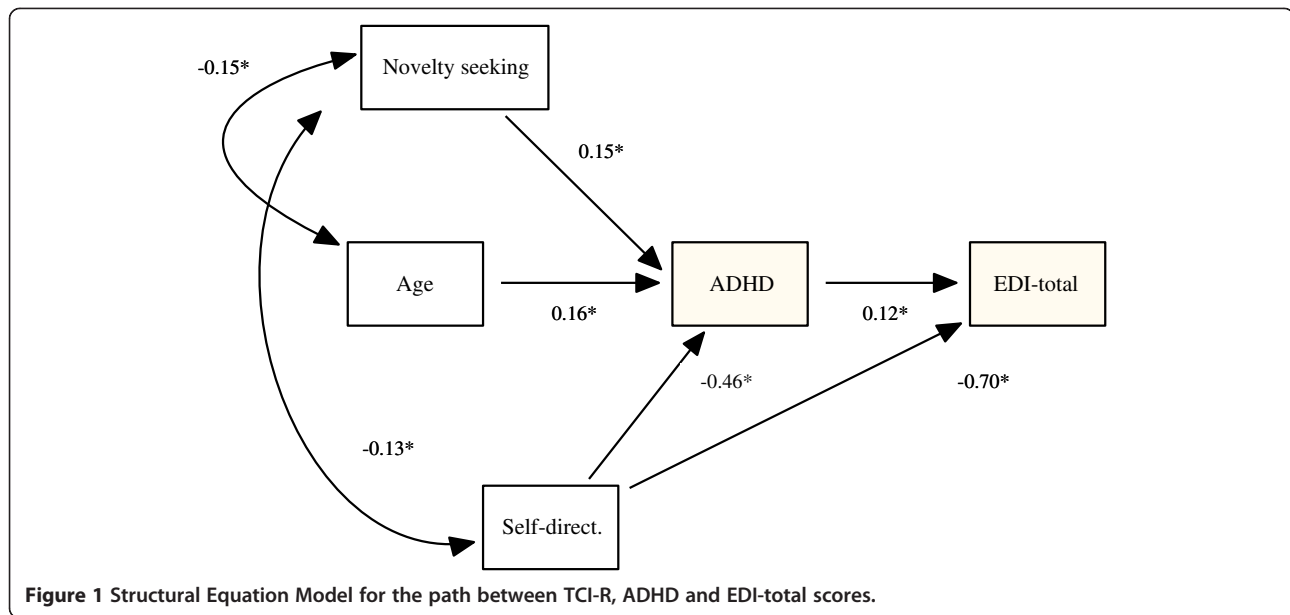 Novelty seeking
-0.15*
0.15*
Age
ADHD
EDI-total
0.16*
0.12*
-0.46*
-0.70*
-0.13*
Self-direct.
Figure 1 Structural Equation Model for the path between TCI-R, ADHD and EDI-total scores.